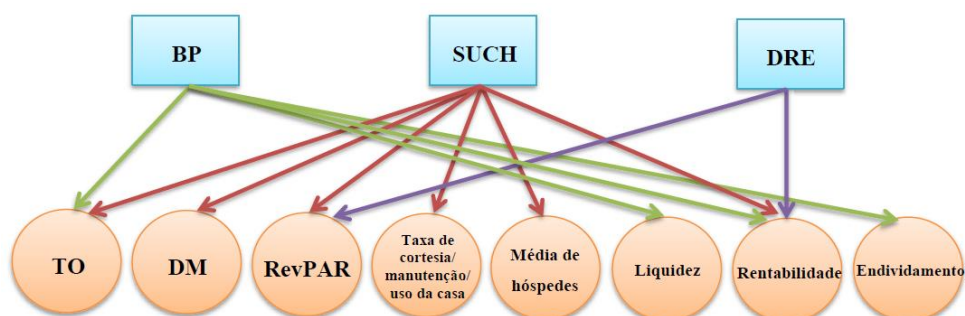 BP
SUCH
DRE
TO
DM
RevPAR
Taxa de
cortesia/
manutenção/
uso da casa
Média de
hóspedes
Liquidez
Rentabilidade
Endividamento